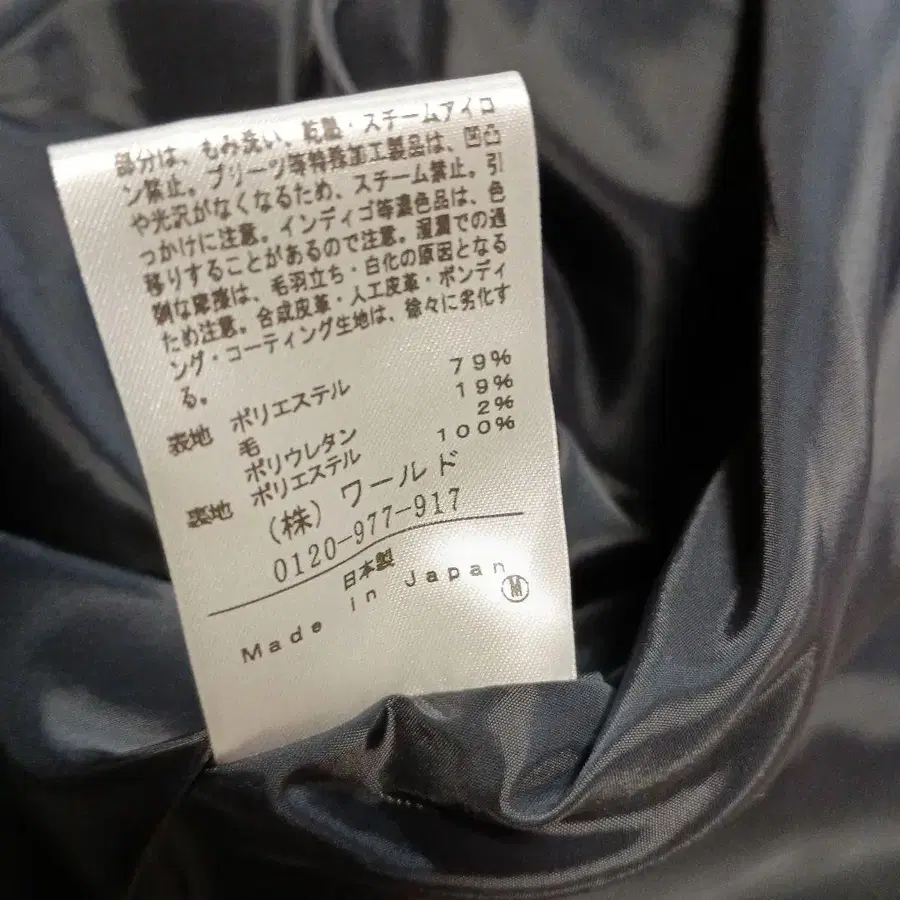 部分は、もみ洗い、乾熱・スチームアイロ
ン禁止。プリーツ等特殊加工製品は、凹凸
や光沢がなくなるため、スチーム禁止。引
っかけに注意。インディゴ等濃色品は、色
移りすることがあるので注意。湿潤での過
剰な摩擦は、毛羽立ち・白化の原因となる
ため注意。合成皮革・人工皮革・ボンディ
ング・コーティング生地は、徐々に劣化す
る。
表地 ポリエステル 79%
毛 19%
ポリウレタン 2%
裏地 ポリエステル 100%
(株) ワールド
0120-977-917
日本製
Made in Japan
M